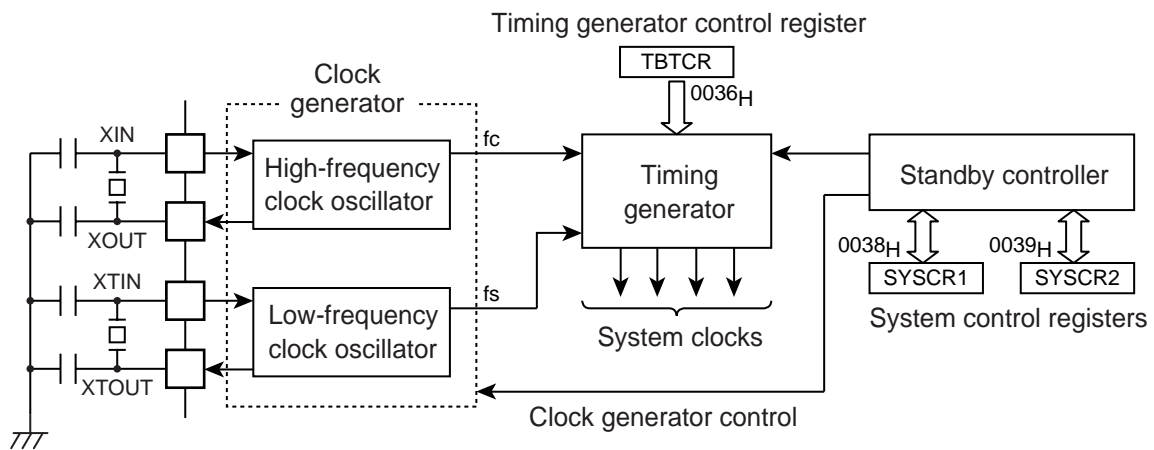 Timing generator control register
TBTCR
0036H
Clock
generator
XIN
High-frequency
clock oscillator
fc
Timing
generator
Standby controller
XOUT
0038H
0039H
SYSCR1
SYSCR2
System control registers
XTIN
Low-frequency
clock oscillator
fs
System clocks
XTOUT
Clock generator control